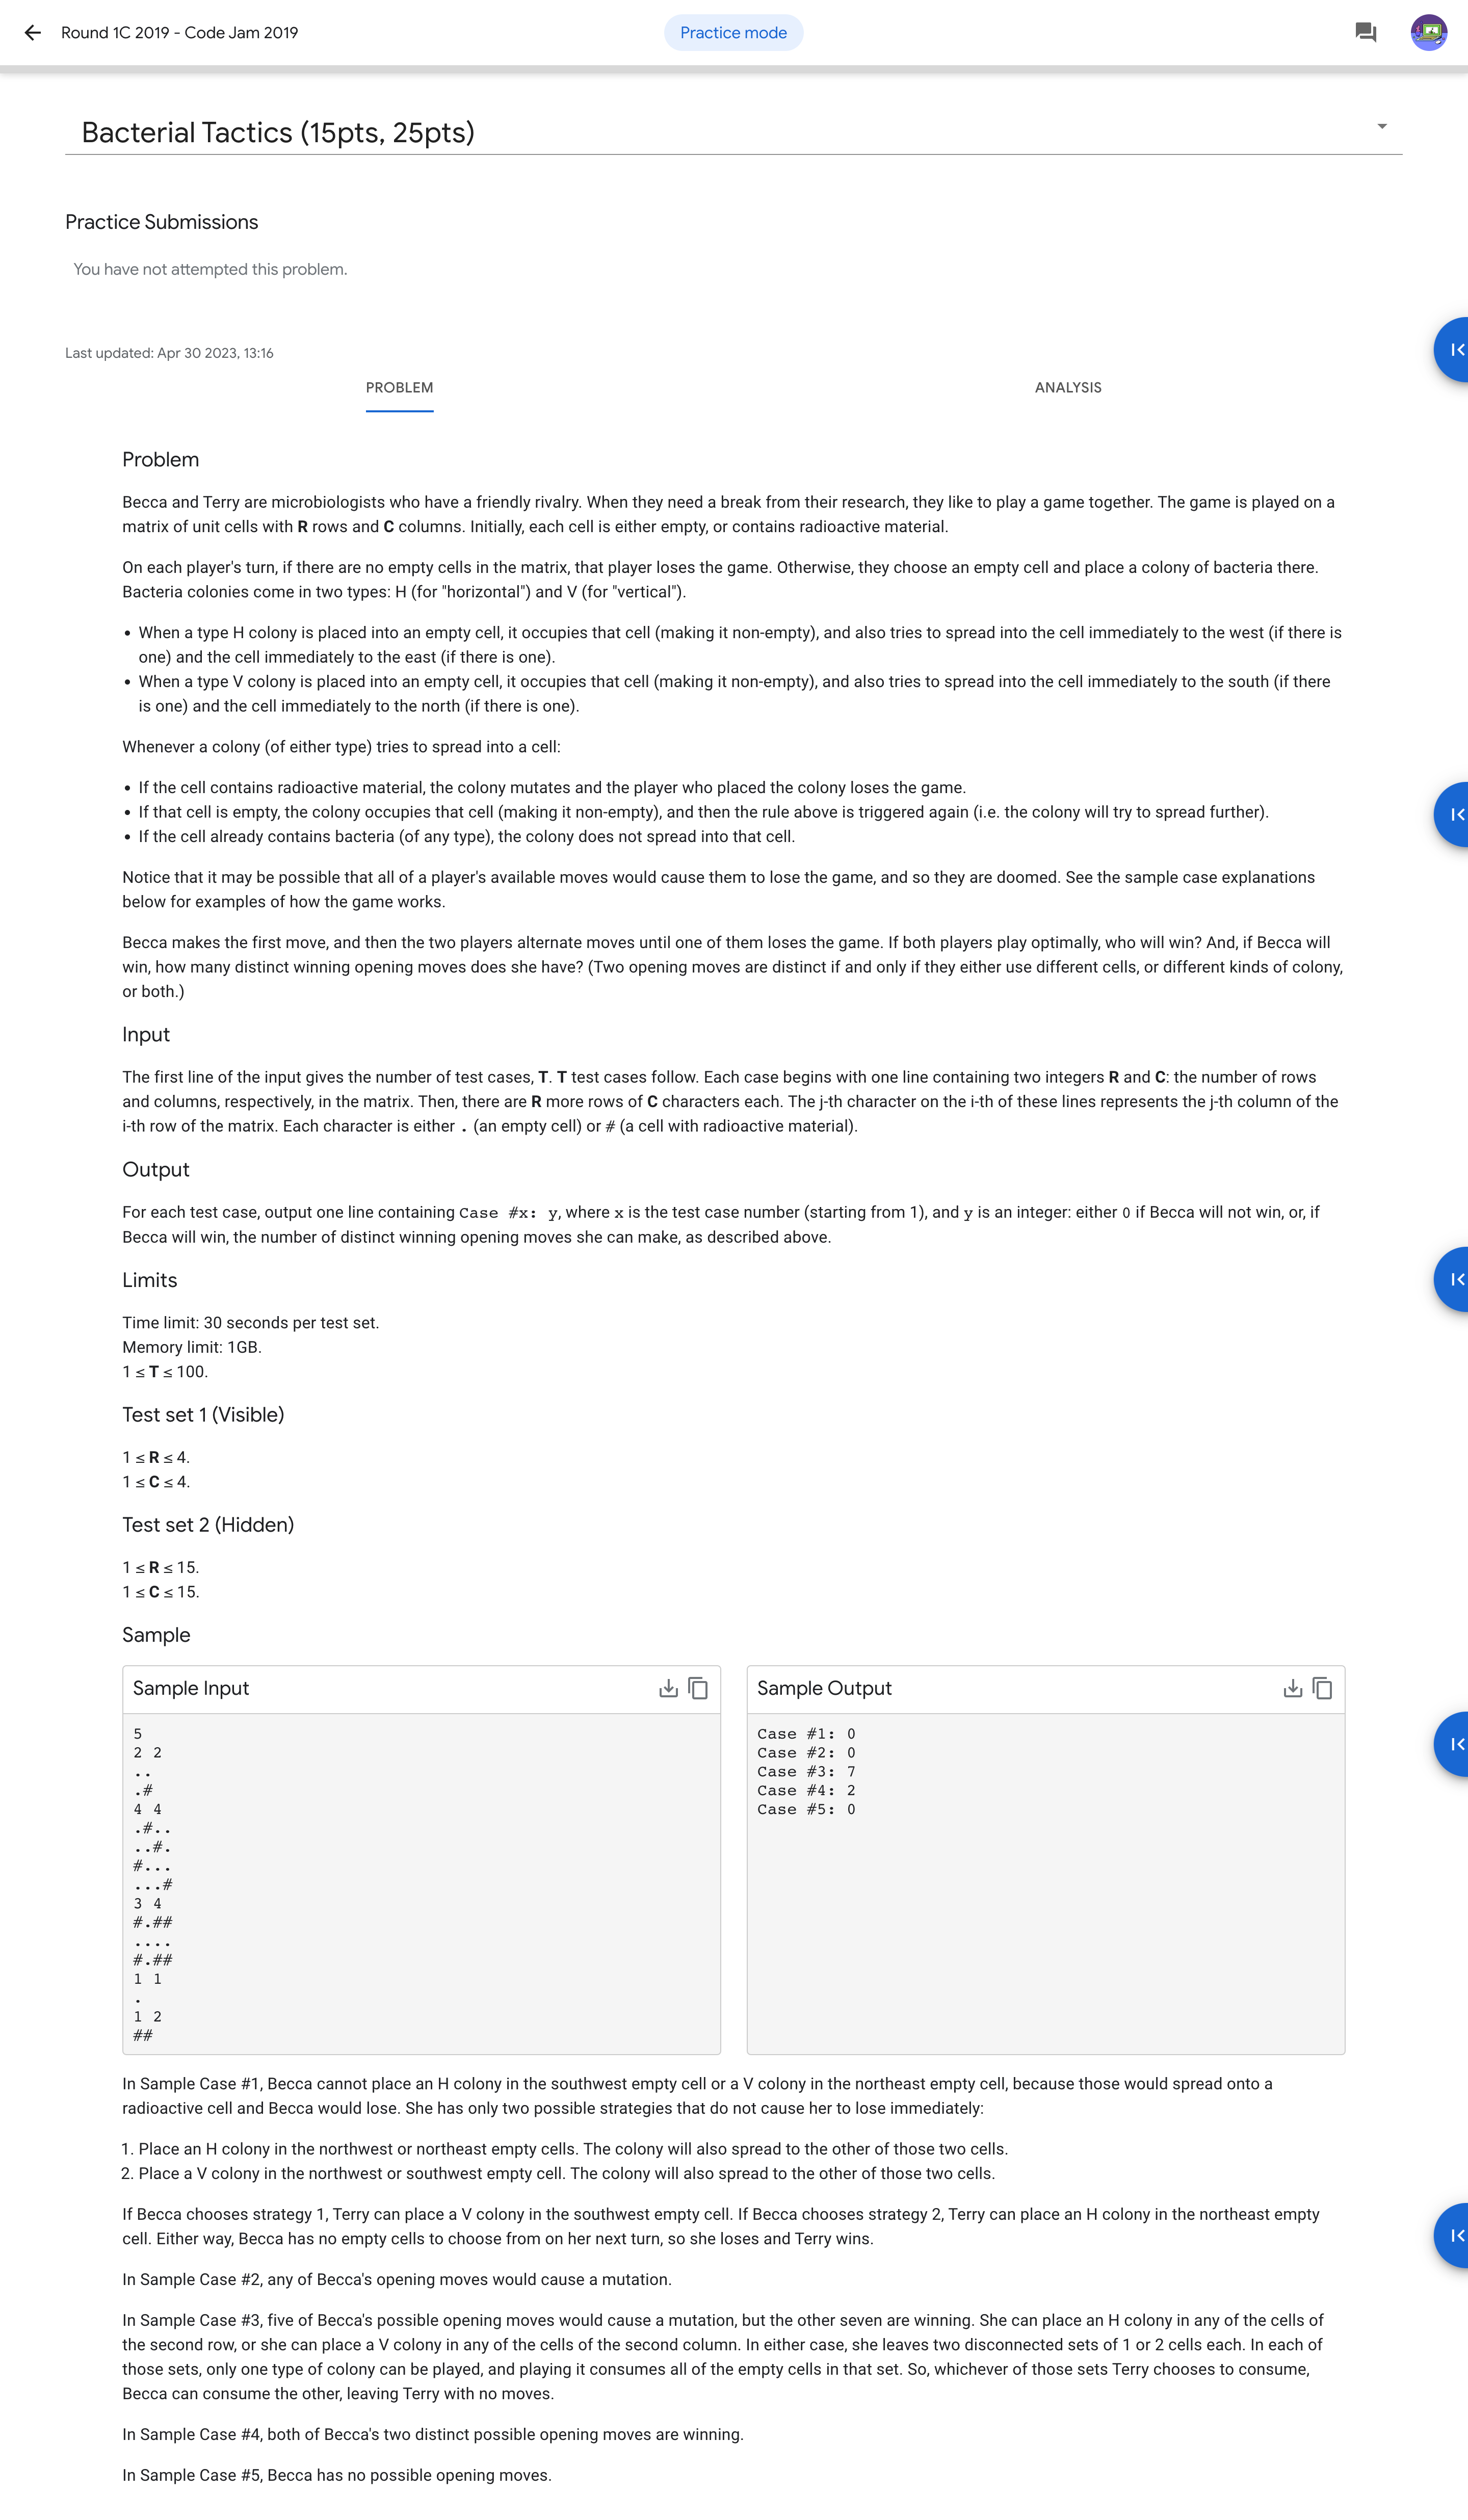 Round 1C 2019 - Code Jam 2019
Practice mode
Bacterial Tactics (15pts, 25pts)
Practice Submissions
You have not attempted this problem.
Last updated: Apr 30 2023, 13:16
PROBLEM
ANALYSIS
Problem
Becca and Terry are microbiologists who have a friendly rivalry. When they need a break from their research, they like to play a game together. The game is played on a
matrix of unit cells with R rows and C columns. Initially, each cell is either empty, or contains radioactive material.
On each player's turn, if there are no empty cells in the matrix, that player loses the game. Otherwise, they choose an empty cell and place a colony of bacteria there.
Bacteria colonies come in two types: H (for "horizontal") and V (for "vertical").
• When a type H colony is placed into an empty cell, it occupies that cell (making it non-empty), and also tries to spread into the cell immediately to the west (if there is
one) and the cell immediately to the east (if there is one).
• When a type V colony is placed into an empty cell, it occupies that cell (making it non-empty), and also tries to spread into the cell immediately to the south (if there
is one) and the cell immediately to the north (if there is one).
Whenever a colony (of either type) tries to spread into a cell:
• If the cell contains radioactive material, the colony mutates and the player who placed the colony loses the game.
• If that cell is empty, the colony occupies that cell (making it non-empty), and then the rule above is triggered again (i.e. the colony will try to spread further).
• If the cell already contains bacteria (of any type), the colony does not spread into that cell.
Notice that it may be possible that all of a player's available moves would cause them to lose the game, and so they are doomed. See the sample case explanations
below for examples of how the game works.
Becca makes the first move, and then the two players alternate moves until one of them loses the game. If both players play optimally, who will win? And, if Becca will
win, how many distinct winning opening moves does she have? (Two opening moves are distinct if and only if they either use different cells, or different kinds of colony,
or both.)
Input
The first line of the input gives the number of test cases, T. T test cases follow. Each case begins with one line containing two integers R and C: the number of rows
and columns, respectively, in the matrix. Then, there are R more rows of C characters each. The j-th character on the i-th of these lines represents the j-th column of the
i-th row of the matrix. Each character is either . (an empty cell) or # (a cell with radioactive material).
Output
For each test case, output one line containing Case #x: y, where x is the test case number (starting from 1), and y is an integer: either 0 if Becca will not win, or, if
Becca will win, the number of distinct winning opening moves she can make, as described above.
Limits
Time limit: 30 seconds per test set.
Memory limit: 1GB.
1 ≤ T ≤ 100.
Test set 1 (Visible)
1 ≤ R ≤ 4.
1 ≤ C ≤ 4.
Test set 2 (Hidden)
1 ≤ R ≤ 15.
1 ≤ C ≤ 15.
Sample
Sample Input
5
2 2
..
.#
4 4
.#..
..#.
#...
...#
3 4
#.##
....
#.##
1 1
.
1 2
##
Sample Output
Case #1: 0
Case #2: 0
Case #3: 7
Case #4: 2
Case #5: 0
In Sample Case #1, Becca cannot place an H colony in the southwest empty cell or a V colony in the northeast empty cell, because those would spread onto a
radioactive cell and Becca would lose. She has only two possible strategies that do not cause her to lose immediately:
1. Place an H colony in the northwest or northeast empty cells. The colony will also spread to the other of those two cells.
2. Place a V colony in the northwest or southwest empty cell. The colony will also spread to the other of those two cells.
If Becca chooses strategy 1, Terry can place a V colony in the southwest empty cell. If Becca chooses strategy 2, Terry can place an H colony in the northeast empty
cell. Either way, Becca has no empty cells to choose from on her next turn, so she loses and Terry wins.
In Sample Case #2, any of Becca's opening moves would cause a mutation.
In Sample Case #3, five of Becca's possible opening moves would cause a mutation, but the other seven are winning. She can place an H colony in any of the cells of
the second row, or she can place a V colony in any of the cells of the second column. In either case, she leaves two disconnected sets of 1 or 2 cells each. In each of
those sets, only one type of colony can be played, and playing it consumes all of the empty cells in that set. So, whichever of those sets Terry chooses to consume,
Becca can consume the other, leaving Terry with no moves.
In Sample Case #4, both of Becca's two distinct possible opening moves are winning.
In Sample Case #5, Becca has no possible opening moves.